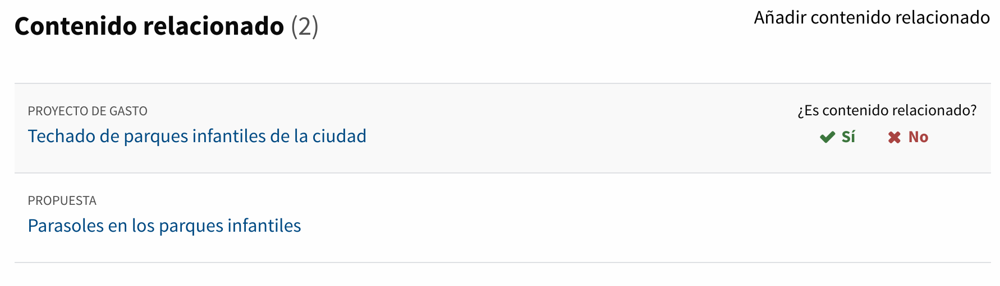 Contenido relacionado (2)
Añadir contenido relacionado
PROYECTO DE GASTO
Techado de parques infantiles de la ciudad
¿Es contenido relacionado?
Sí No
PROPUESTA
Parasoles en los parques infantiles